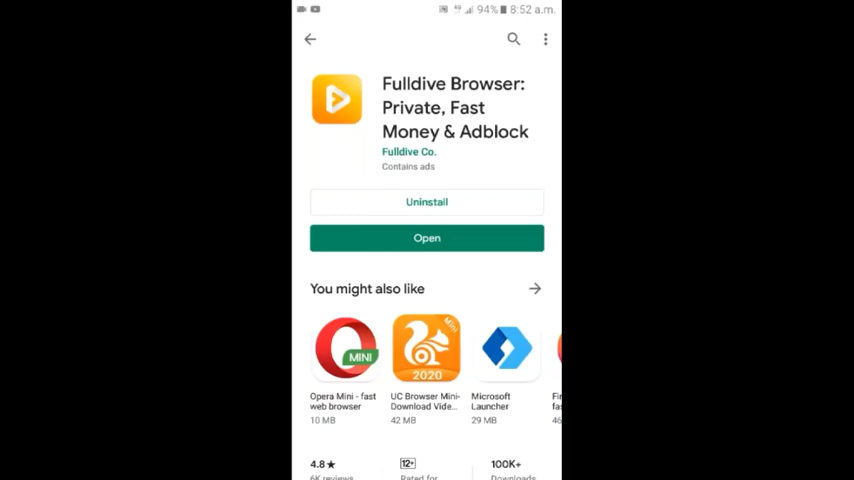 94% 8:52 a.m.
Fulldive Browser:
Private, Fast
Money & Adblock
Fulldive Co.
Contains ads
Uninstall
Open
You might also like
MINI
Mini
2020
Opera Mini - fast
web browser
10 MB
UC Browser Mini-
Download Vide...
42 MB
Microsoft
Launcher
29 MB
4.8★
6K reviews
12+
Rated for
100K+
Downloads